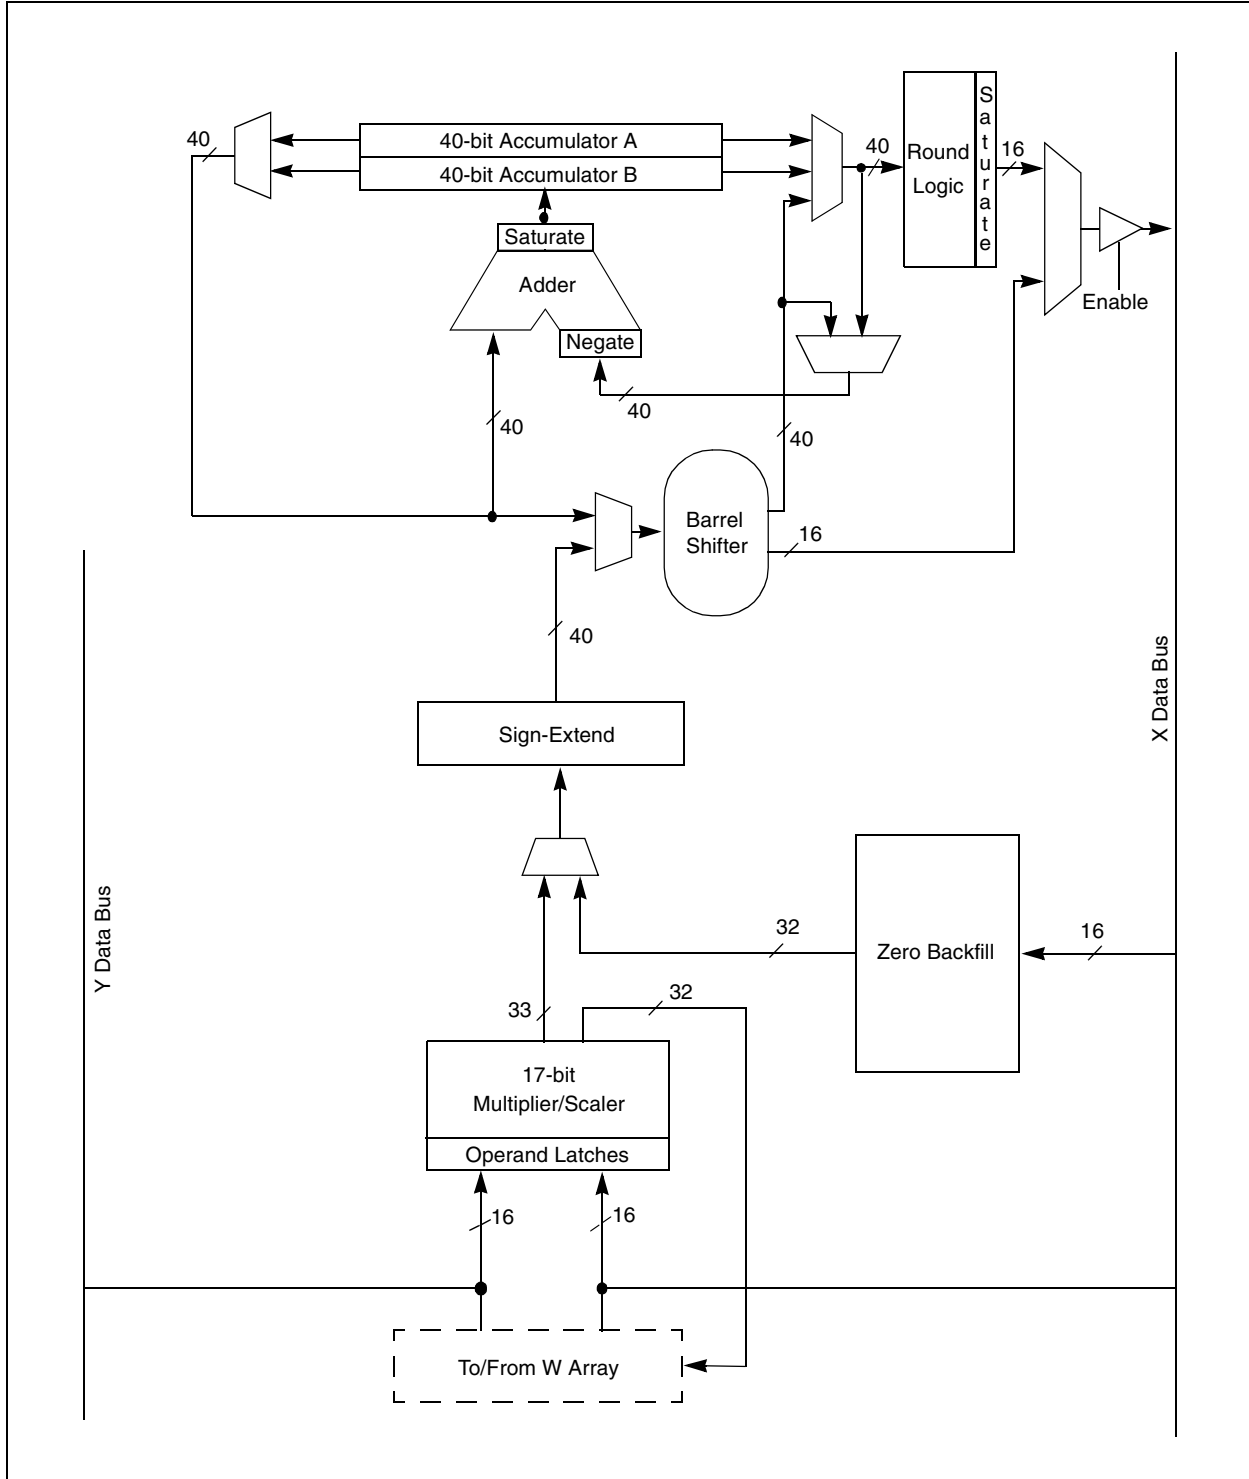 40
40-bit Accumulator A
40-bit Accumulator B
Saturate
Adder
Negate
40
40
40
Round
Logic
Saturate
16
Enable
40
Barrel
Shifter
16
40
Sign-Extend
X Data Bus
Y Data Bus
32
Zero Backfill
16
33
32
17-bit
Multiplier/Scaler
Operand Latches
16
16
To/From W Array